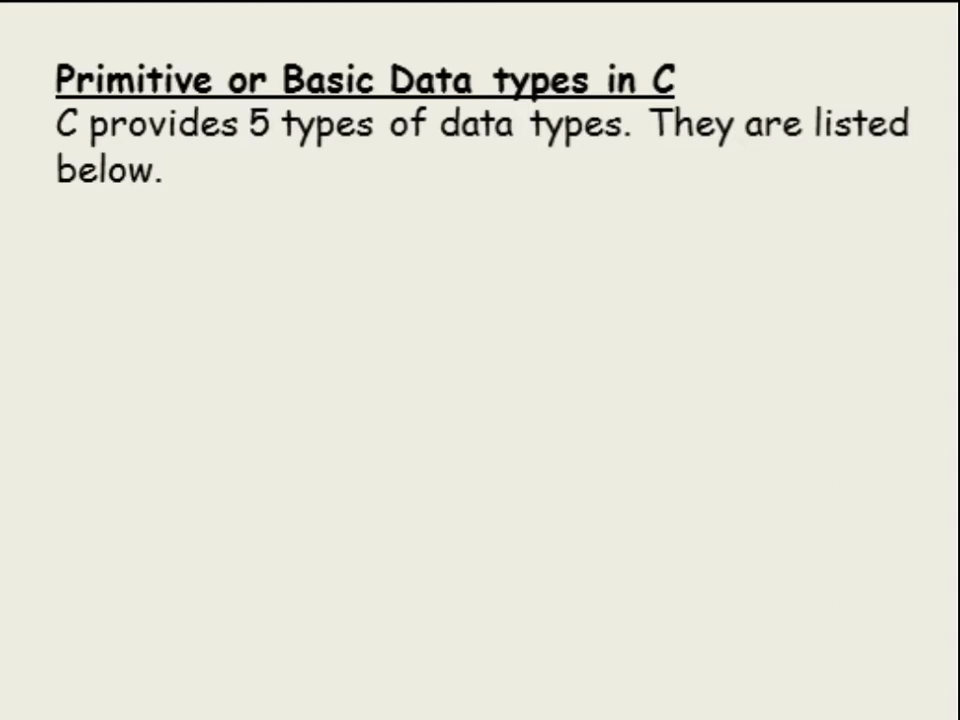 Primitive or Basic Data types in C
C provides 5 types of data types. They are listed
below.